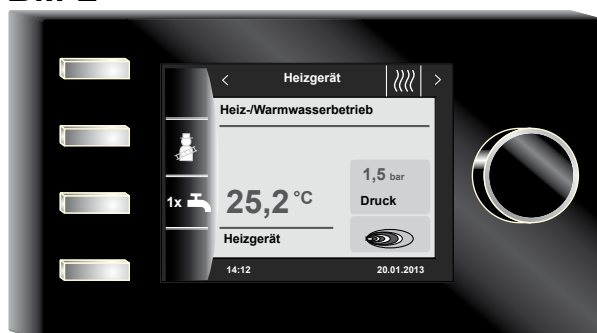 < Heizgerät >
Heiz-/Warmwasserbetrieb
1x
25,2 °C
1,5 bar
Druck
Heizgerät
14:12 20.01.2013